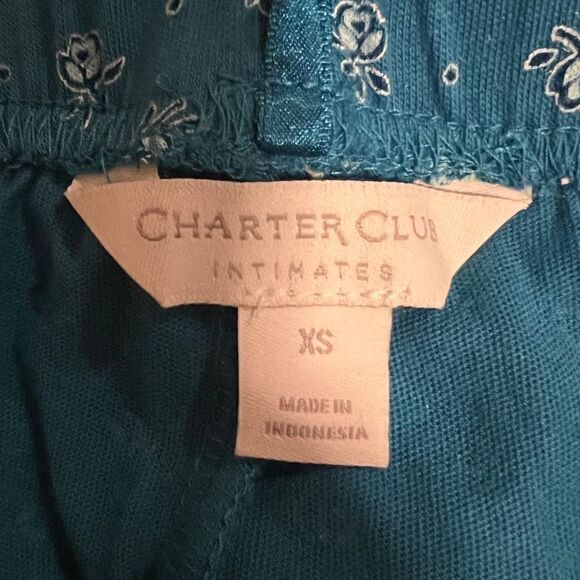 CHARTER CLUB
INTIMATES
XS
MADE IN
INDONESIA